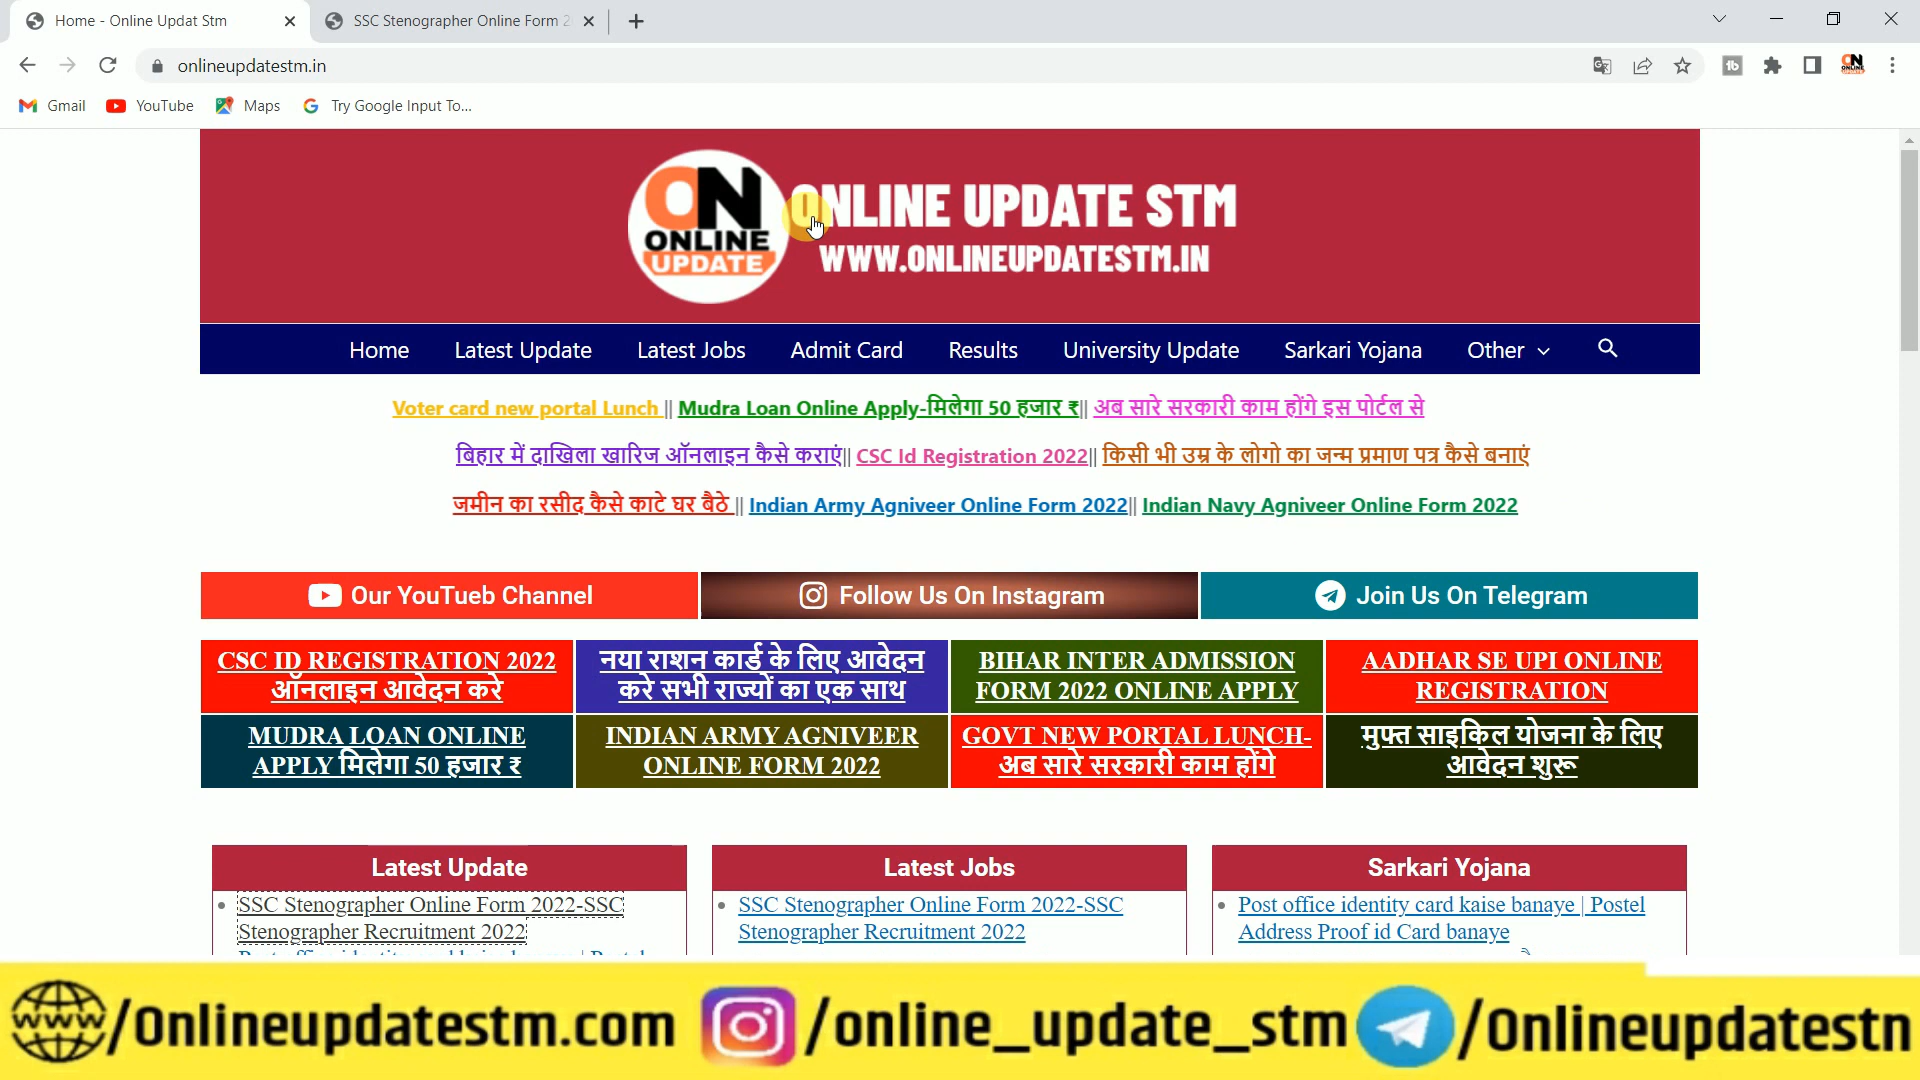 Home - Online Updat Stm
SSC Stenographer Online Form 2
onlineupdatestm.in
Gmail YouTube Maps Try Google Input To...
ON
ONLINE
UPDATE
ONLINE UPDATE STM
WWW.ONLINEUPDATESTM.IN
Home Latest Update Latest Jobs Admit Card Results University Update Sarkari Yojana Other
Voter card new portal Lunch || Mudra Loan Online Apply-मिलेगा 50 हजार ₹|| अब सारे सरकारी काम होंगे इस पोर्टल से
बिहार में दाखिला खारिज ऑनलाइन कैसे कराएं|| CSC Id Registration 2022|| किसी भी उम्र के लोगो का जन्म प्रमाण पत्र कैसे बनाएं
जमीन का रसीद कैसे काटे घर बैठे || Indian Army Agniveer Online Form 2022|| Indian Navy Agniveer Online Form 2022
Our YouTueb Channel
Follow Us On Instagram
Join Us On Telegram
CSC ID REGISTRATION 2022
ऑनलाइन आवेदन करे
नया राशन कार्ड के लिए आवेदन
करे सभी राज्यों का एक साथ
BIHAR INTER ADMISSION
FORM 2022 ONLINE APPLY
AADHAR SE UPI ONLINE
REGISTRATION
MUDRA LOAN ONLINE
APPLY मिलेगा 50 हजार ₹
INDIAN ARMY AGNIVEER
ONLINE FORM 2022
GOVT NEW PORTAL LUNCH-
अब सारे सरकारी काम होंगे
मुफ्त साइकिल योजना के लिए
आवेदन शुरू
Latest Update
SSC Stenographer Online Form 2022-SSC
Stenographer Recruitment 2022
Latest Jobs
SSC Stenographer Online Form 2022-SSC
Stenographer Recruitment 2022
Sarkari Yojana
Post office identity card kaise banaye | Postel
Address Proof id Card banaye
www /Onlineupdatestm.com /online_update_stm /Onlineupdatestn